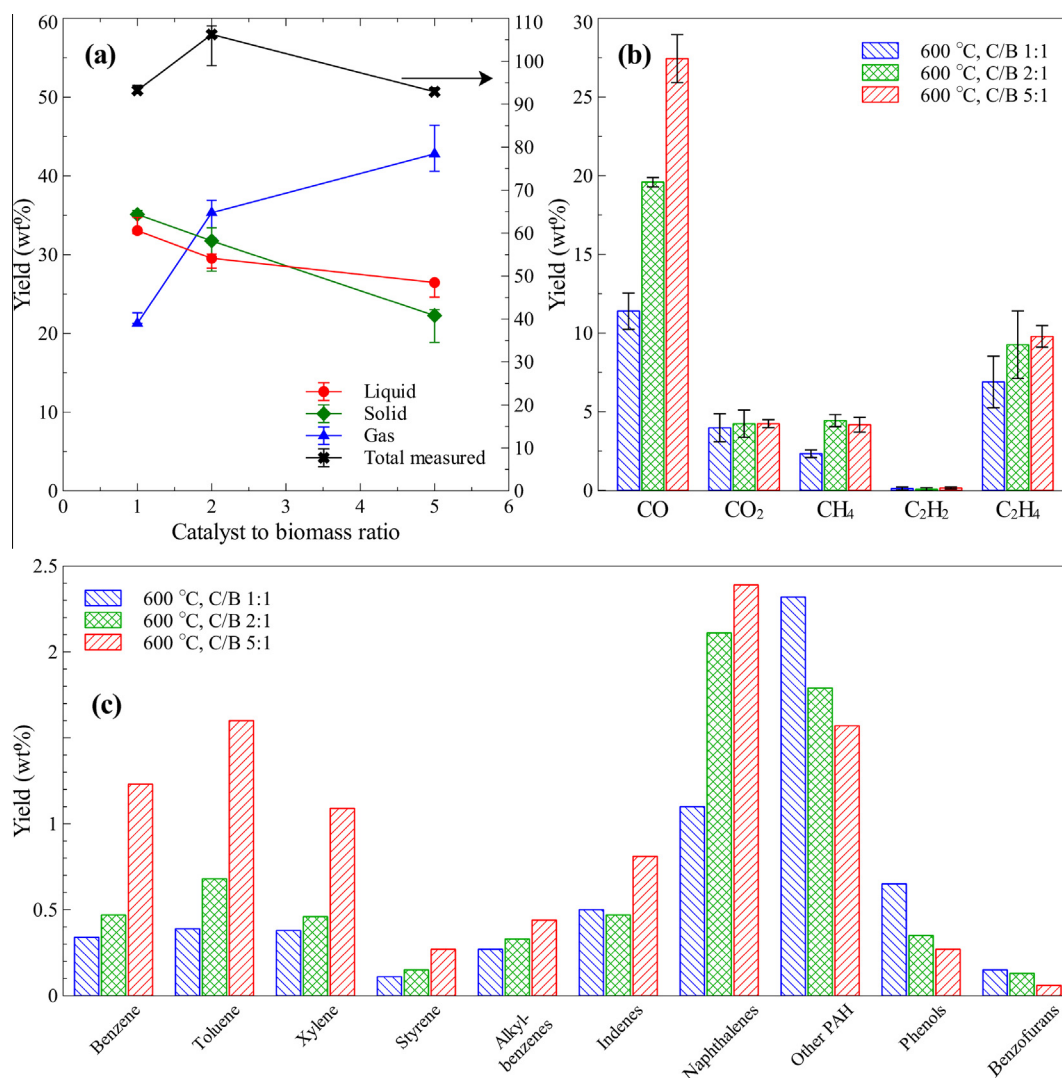 (a)
60
50
40
30
20
10
0
Yield (wt%)
110
100
90
80
70
60
50
40
30
20
10
0
Liquid
Solid
Gas
Total measured
0 1 2 3 4 5 6
Catalyst to biomass ratio
(b)
30
25
20
15
10
5
0
Yield (wt%)
600 °C, C/B 1:1
600 °C, C/B 2:1
600 °C, C/B 5:1
CO CO₂ CH₄ C₂H₂ C₂H₄
(c)
2.5
2
1
0.5
0
Yield (wt%)
600 °C, C/B 1:1
600 °C, C/B 2:1
600 °C, C/B 5:1
Benzene
Toluene
Xylene
Styrene
Alkyl-
benzenes
Indenes
Naphthalenes
Other PAH
Phenols
Benzofurans